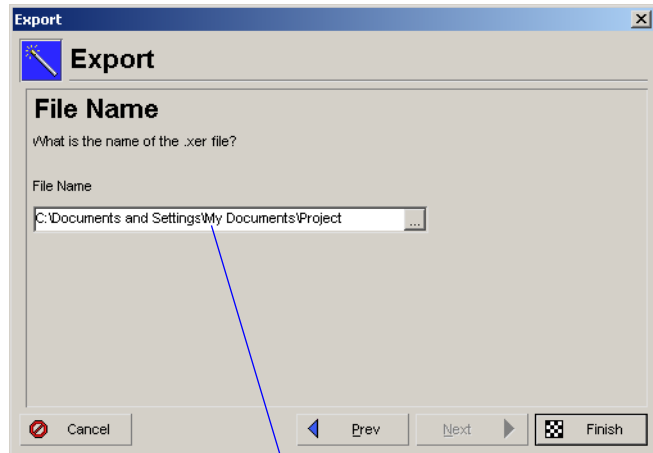 Export
Export
File Name
What is the name of the .xer file?
File Name
C:\Documents and Settings\My Documents\Project ...
Cancel Prev Next Finish